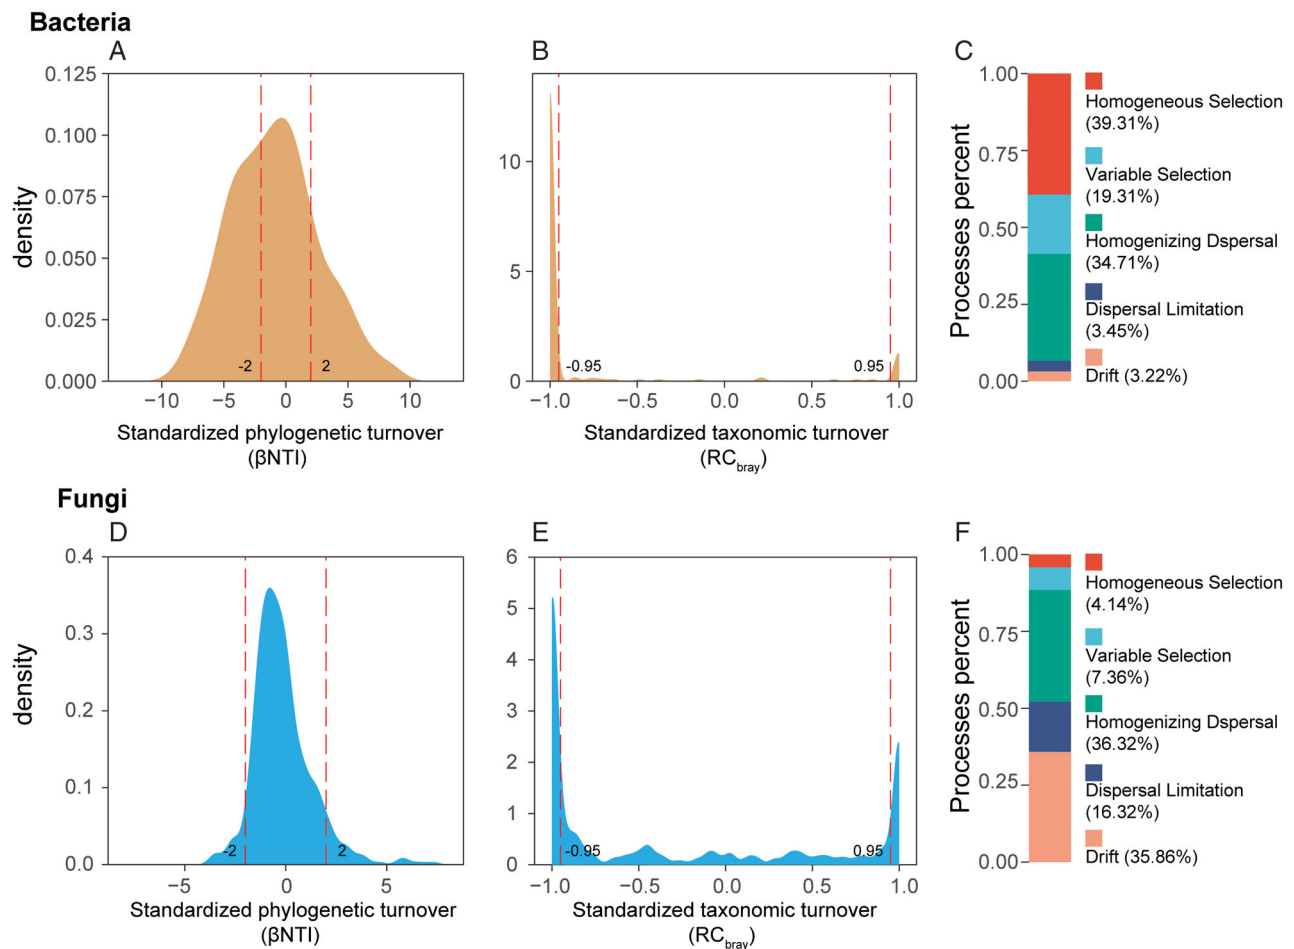 Bacteria
A
0.125
0.100
0.075
0.050
0.025
0.000
density
-2
2
−10
−5
0
5
10
Standardized phylogenetic turnover
(βNTI)
B
10
5
0
-0.95
0.95
−1.0
−0.5
0.0
0.5
1.0
Standardized taxonomic turnover
(RCbray)
C
Processes percent
1.00
0.75
0.50
0.25
0.00
Homogeneous Selection
(39.31%)
Variable Selection
(19.31%)
Homogenizing Dspersal
(34.71%)
Dispersal Limitation
(3.45%)
Drift (3.22%)
Fungi
D
0.4
0.3
0.2
0.1
0.0
density
-2
2
−5
0
5
Standardized phylogenetic turnover
(βNTI)
E
6
5
4
3
2
1
0
-0.95
0.95
−1.0
−0.5
0.0
0.5
1.0
Standardized taxonomic turnover
(RCbray)
F
Processes percent
1.00
0.75
0.50
0.25
0.00
Homogeneous Selection
(4.14%)
Variable Selection
(7.36%)
Homogenizing Dspersal
(36.32%)
Dispersal Limitation
(16.32%)
Drift (35.86%)